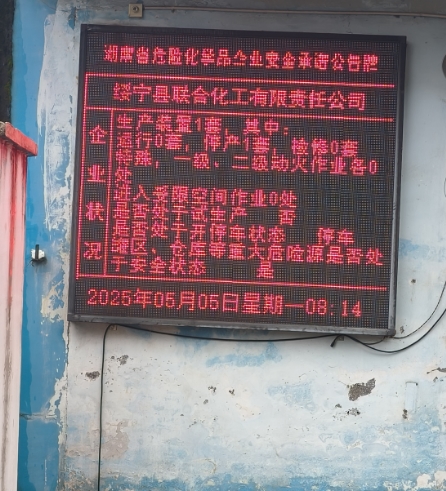 湖南省危险化学品企业安全承诺公告牌
绥宁县联合化工有限责任公司
企业状况
生产装置1套，其中：
运行0套，停产1套，检修0套
特殊，一级、二级动火作业各0
处
进入受限空间作业0处
是否处于试生产 否
是否处于开停车状态 停车
罐区、仓库等重大危险源是否处
于安全状态 是
2025年05月05日星期一08:14